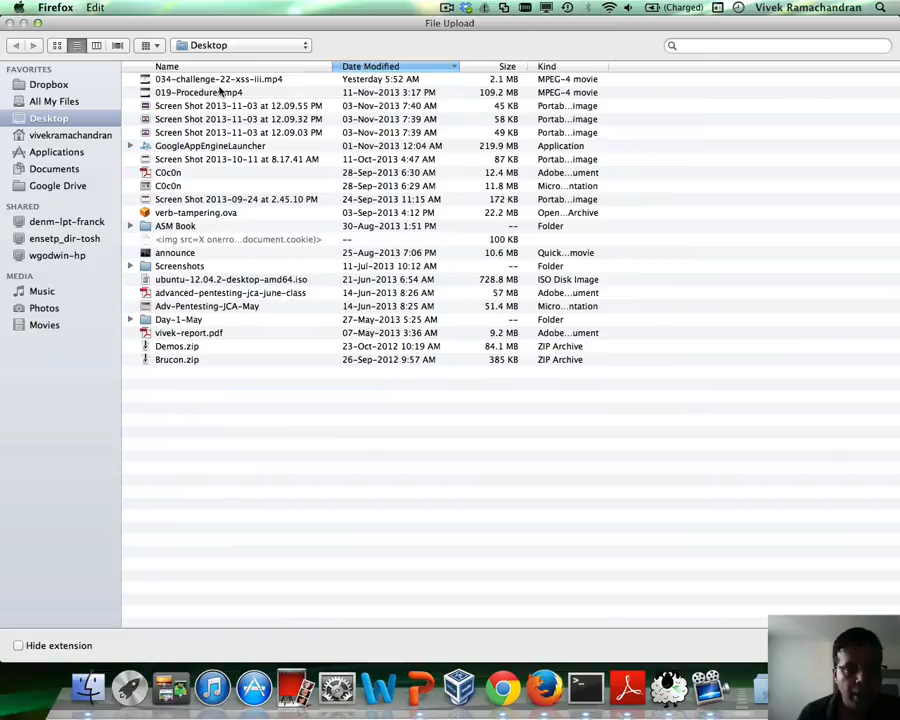 Firefox Edit (Charged) Vivek Ramachandran
File Upload
Desktop
FAVORITES
Dropbox
All My Files
Desktop
vivekramachandran
Applications
Documents
Google Drive
SHARED
denm-lpt-franck
ensetp_dir-tosh
wgodwin-hp
MEDIA
Music
Photos
Movies
Name Date Modified Size Kind
034-challenge-22-xss-iii.mp4 Yesterday 5:52 AM 2.1 MB MPEG-4 movie
019-Procedure.mp4 11-Nov-2013 3:17 PM 109.2 MB MPEG-4 movie
Screen Shot 2013-11-03 at 12.09.55 PM 03-Nov-2013 7:40 AM 45 KB Portab...image
Screen Shot 2013-11-03 at 12.09.32 PM 03-Nov-2013 7:39 AM 58 KB Portab...image
Screen Shot 2013-11-03 at 12.09.03 PM 03-Nov-2013 7:39 AM 49 KB Portab...image
GoogleAppEngineLauncher 01-Nov-2013 12:04 AM 219.9 MB Application
Screen Shot 2013-10-11 at 8.17.41 AM 11-Oct-2013 4:47 AM 87 KB Portab...image
C0c0n 28-Sep-2013 6:30 AM 12.4 MB Adobe...ument
C0c0n 28-Sep-2013 6:29 AM 11.8 MB Micro...ntation
Screen Shot 2013-09-24 at 2.45.10 PM 24-Sep-2013 11:15 AM 172 KB Portab...image
verb-tampering.ova 03-Sep-2013 4:12 PM 22.2 MB Open...Archive
ASM Book 30-Aug-2013 1:51 PM -- Folder
<img src=X onerro...document.cookie)> -- 100 KB
announce 25-Aug-2013 7:06 PM 10.6 MB Quick...movie
Screenshots 11-Jul-2013 10:12 AM -- Folder
ubuntu-12.04.2-desktop-amd64.iso 21-Jun-2013 6:54 AM 728.8 MB ISO Disk Image
advanced-pentesting-jca-june-class 14-Jun-2013 8:26 AM 57 MB Adobe...ument
Adv-Pentesting-JCA-May 14-Jun-2013 8:25 AM 51.4 MB Micro...ntation
Day-1-May 27-May-2013 5:25 AM -- Folder
vivek-report.pdf 07-May-2013 3:36 AM 9.2 MB Adobe...ument
Demos.zip 23-Oct-2012 10:19 AM 84.1 MB ZIP Archive
Brucon.zip 26-Sep-2012 9:57 AM 385 KB ZIP Archive
Hide extension